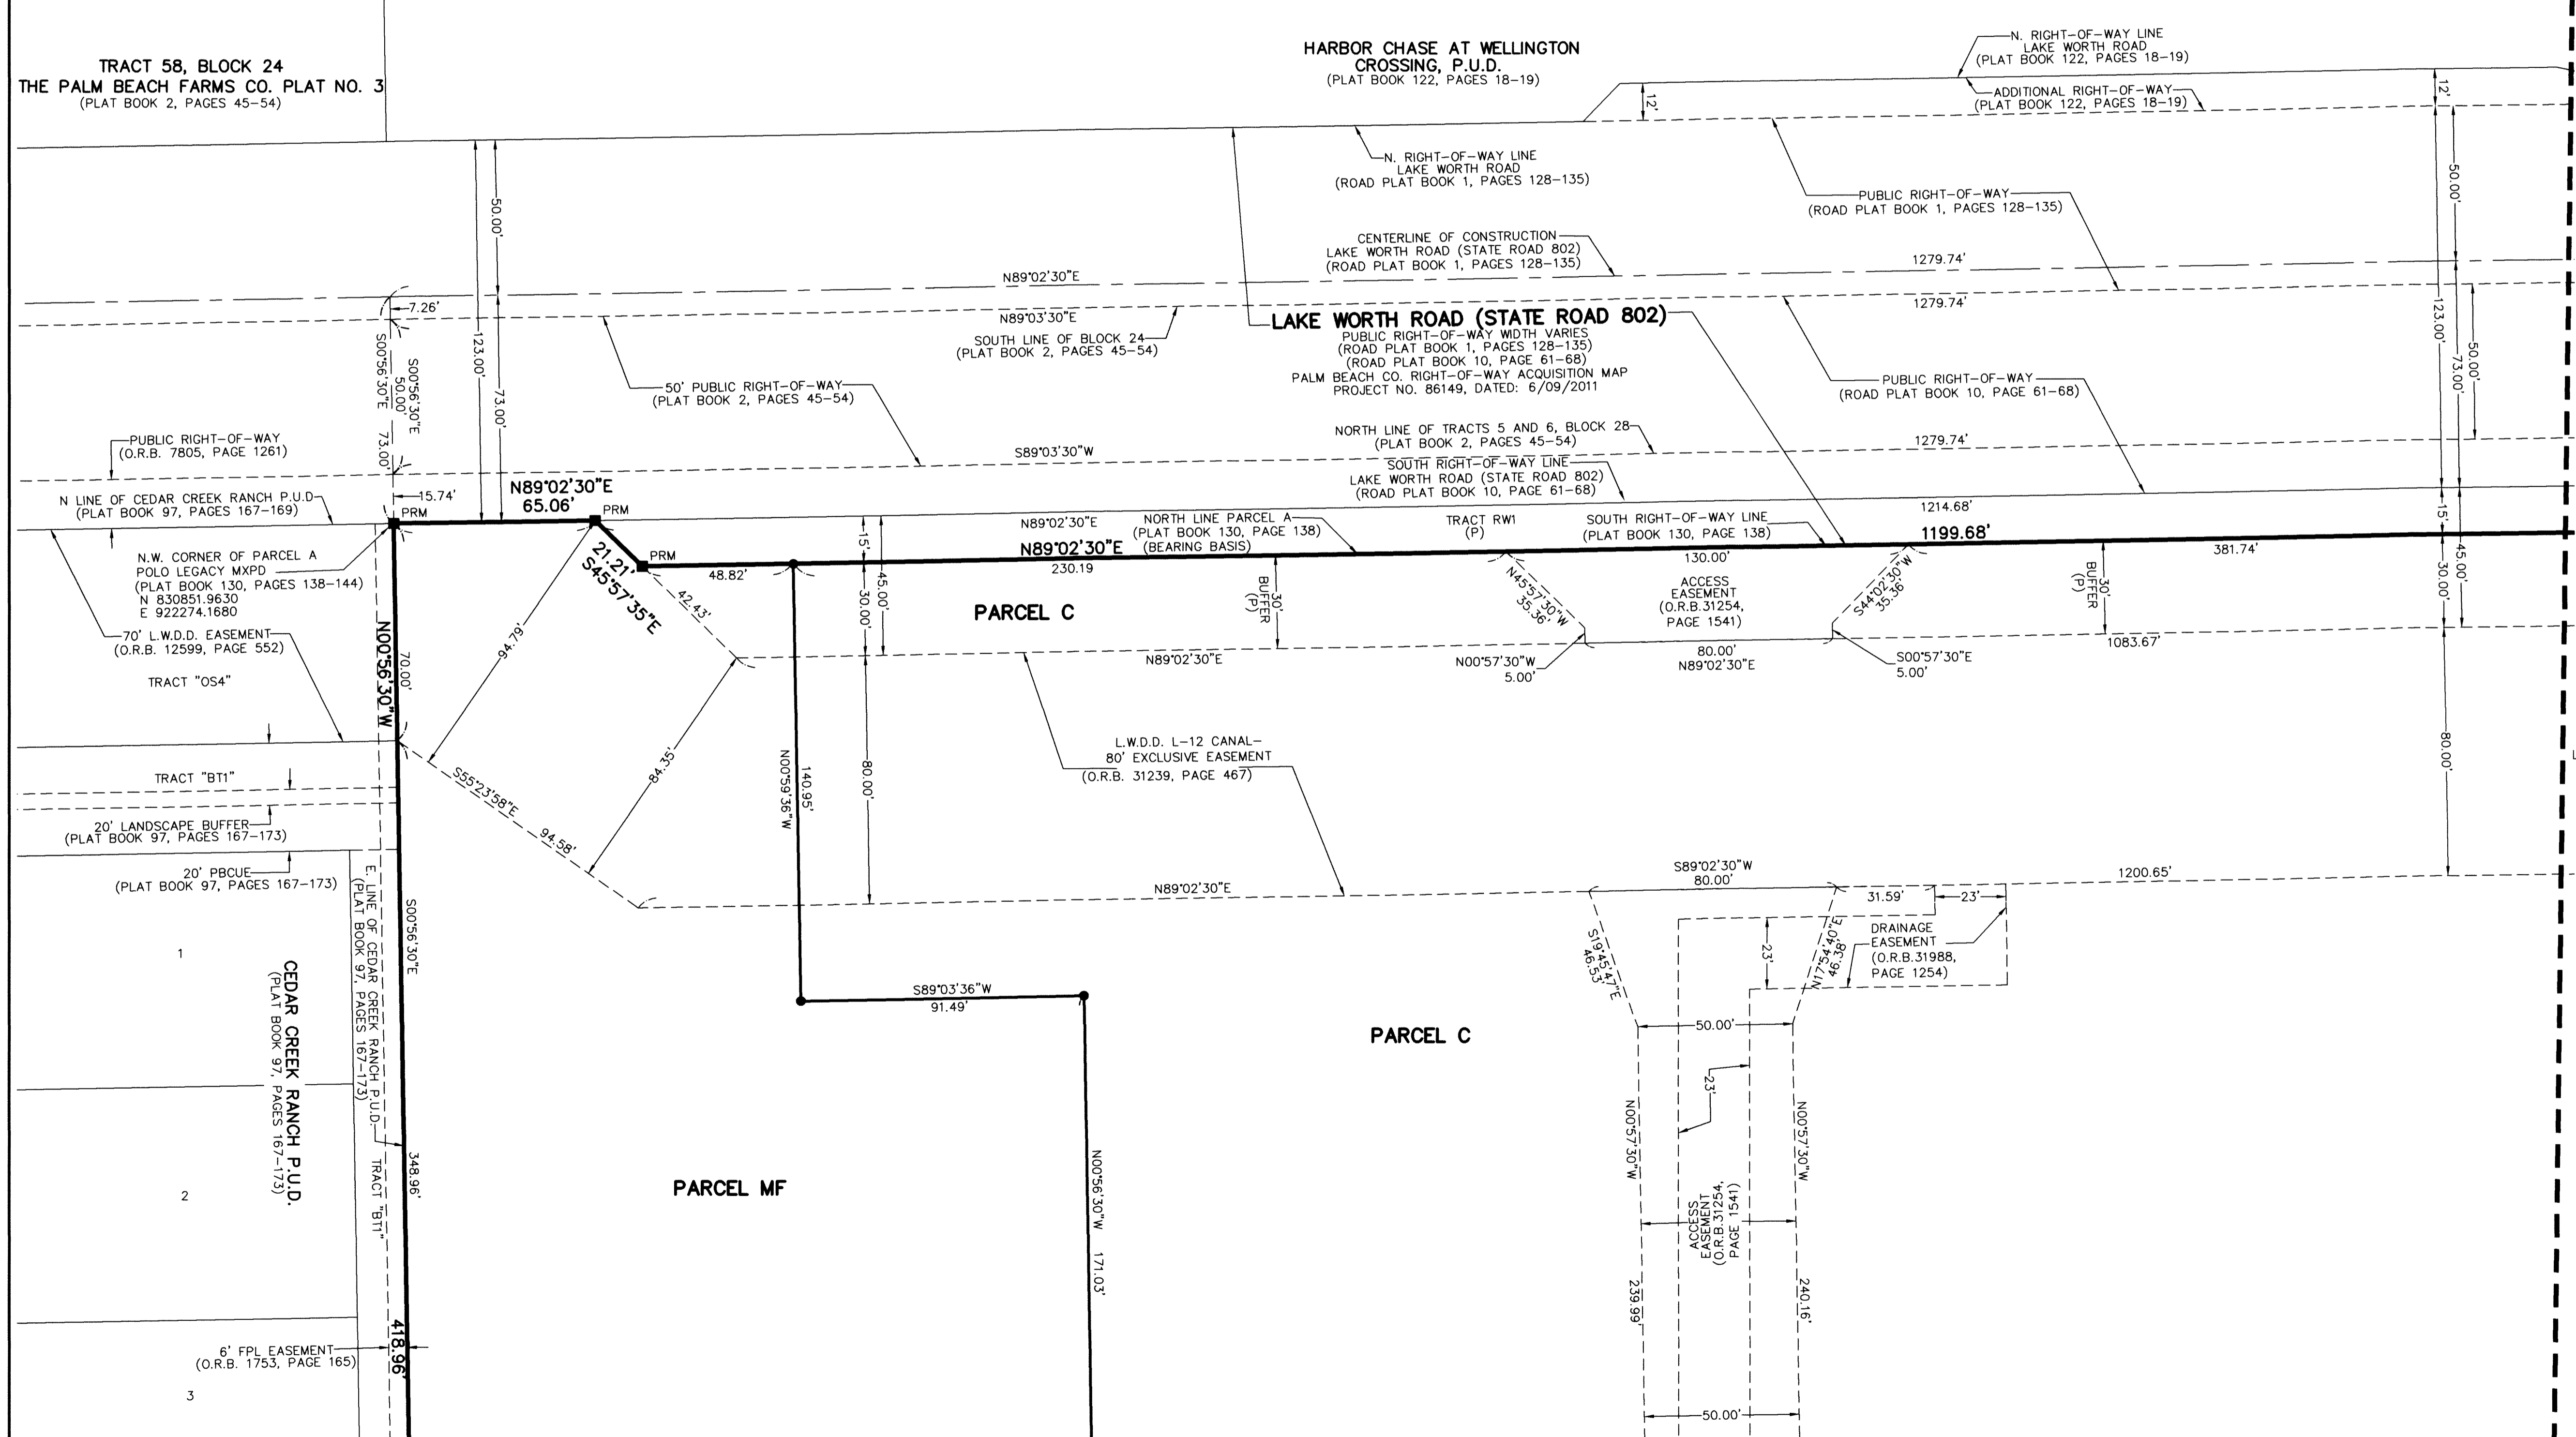 TRACT 58, BLOCK 24
THE PALM BEACH FARMS CO. PLAT NO. 3
(PLAT BOOK 2, PAGES 45-54)
HARBOR CHASE AT WELLINGTON
CROSSING, P.U.D.
(PLAT BOOK 122, PAGES 18-19)
N. RIGHT-OF-WAY LINE
LAKE WORTH ROAD
(PLAT BOOK 122, PAGES 18-19)
ADDITIONAL RIGHT-OF-WAY
(PLAT BOOK 122, PAGES 18-19)
12'
12'
N. RIGHT-OF-WAY LINE
LAKE WORTH ROAD
(ROAD PLAT BOOK 1, PAGES 128-135)
PUBLIC RIGHT-OF-WAY
(ROAD PLAT BOOK 1, PAGES 128-135)
50.00'
50.00'
CENTERLINE OF CONSTRUCTION
LAKE WORTH ROAD (STATE ROAD 802)
(ROAD PLAT BOOK 1, PAGES 128-135)
N89°02'30"E
1279.74'
7.26'
N89°03'30"E
1279.74'
SOUTH LINE OF BLOCK 24
(PLAT BOOK 2, PAGES 45-54)
LAKE WORTH ROAD (STATE ROAD 802)
PUBLIC RIGHT-OF-WAY WIDTH VARIES
(ROAD PLAT BOOK 1, PAGES 128-135)
(ROAD PLAT BOOK 10, PAGE 61-68)
PALM BEACH CO. RIGHT-OF-WAY ACQUISITION MAP
PROJECT NO. 86149, DATED: 6/09/2011
123.00'
73.00'
123.00'
73.00'
50.00'
S00°56'30"E
73.00'
S00°56'30"E
50.00'
50' PUBLIC RIGHT-OF-WAY
(PLAT BOOK 2, PAGES 45-54)
PUBLIC RIGHT-OF-WAY
(ROAD PLAT BOOK 10, PAGE 61-68)
PUBLIC RIGHT-OF-WAY
(O.R.B. 7805, PAGE 1261)
NORTH LINE OF TRACTS 5 AND 6, BLOCK 28
(PLAT BOOK 2, PAGES 45-54)
S89°03'30"W
1279.74'
SOUTH RIGHT-OF-WAY LINE
LAKE WORTH ROAD (STATE ROAD 802)
(ROAD PLAT BOOK 10, PAGE 61-68)
N LINE OF CEDAR CREEK RANCH P.U.D
(PLAT BOOK 97, PAGES 167-169)
15.74'
N89°02'30"E
65.06'
PRM
PRM
PRM
N89°02'30"E
1214.68'
NORTH LINE PARCEL A
(PLAT BOOK 130, PAGE 138)
N89°02'30"E
(BEARING BASIS)
TRACT RW1
(P)
SOUTH RIGHT-OF-WAY LINE
(PLAT BOOK 130, PAGE 138)
1199.68'
15'
15'
N.W. CORNER OF PARCEL A
POLO LEGACY MXPD
(PLAT BOOK 130, PAGES 138-144)
N 830851.9630
E 922274.1680
21.21'
S45°57'35"E
48.82'
230.19
130.00'
381.74'
42.43'
30.00'
45.00'
30.00'
45.00'
PARCEL C
30'
BUFFER
(P)
N45°57'30"W
35.36'
ACCESS
EASEMENT
(O.R.B.31254,
PAGE 1541)
S44°02'30"W
35.36'
30'
BUFFER
(P)
70' L.W.D.D. EASEMENT
(O.R.B. 12599, PAGE 552)
TRACT "OS4"
N00°56'30"W
70.00'
94.79'
N89°02'30"E
N00°57'30"W
5.00'
80.00'
N89°02'30"E
S00°57'30"E
5.00'
1083.67'
L.W.D.D. L-12 CANAL-
80' EXCLUSIVE EASEMENT
(O.R.B. 31239, PAGE 467)
84.35'
140.95'
N00°59'36"W
80.00'
80.00'
TRACT "BT1"
S55°23'58"E
94.58'
20' LANDSCAPE BUFFER
(PLAT BOOK 97, PAGES 167-173)
20' PBCUE
(PLAT BOOK 97, PAGES 167-173)
N89°02'30"E
S89°02'30"W
80.00'
1200.65'
31.59'
23'
DRAINAGE
EASEMENT
(O.R.B.31988,
PAGE 1254)
23'
S19°45'47"E
46.53'
N17°54'40"E
46.38'
S89°03'36"W
91.49'
1
E. LINE OF CEDAR CREEK RANCH P.U.D.
(PLAT BOOK 97, PAGES 167-173)
S00°56'30"E
348.96'
CEDAR CREEK RANCH P.U.D.
(PLAT BOOK 97, PAGES 167-173)
PARCEL C
50.00'
23'
N00°57'30"W
239.99'
N00°57'30"W
240.16'
TRACT "BT1"
2
PARCEL MF
N00°56'30"W 171.03'
ACCESS
EASEMENT
(O.R.B.31254,
PAGE 1541)
418.96'
6' FPL EASEMENT
(O.R.B. 1753, PAGE 165)
3
50.00'